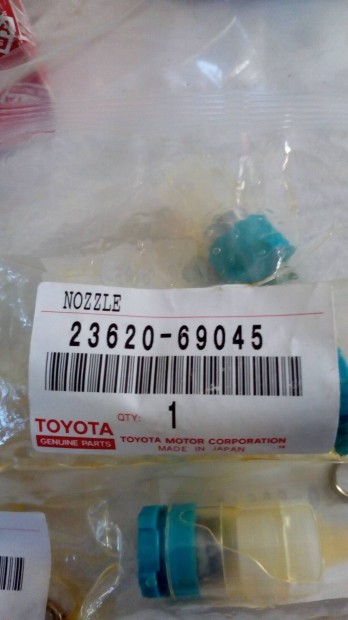 NOZZLE
23620-69045
QTY: 1
TOYOTA
GENUINE PARTS
TOYOTA MOTOR CORPORATION
MADE IN JAPAN